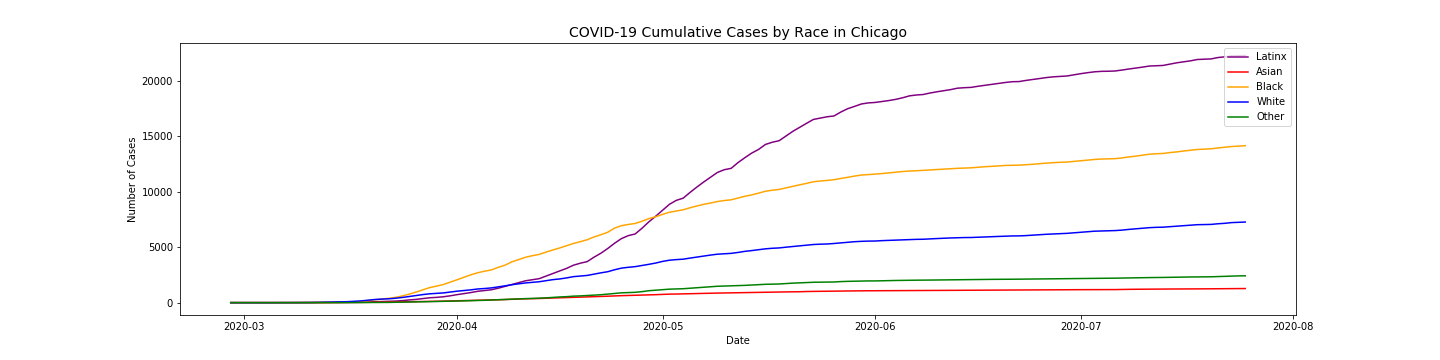 COVID-19 Cumulative Cases by Race in Chicago
Number of Cases
20000
15000
10000
5000
0
Latinx
Asian
Black
White
Other
2020-03 2020-04 2020-05 2020-06 2020-07 2020-08
Date